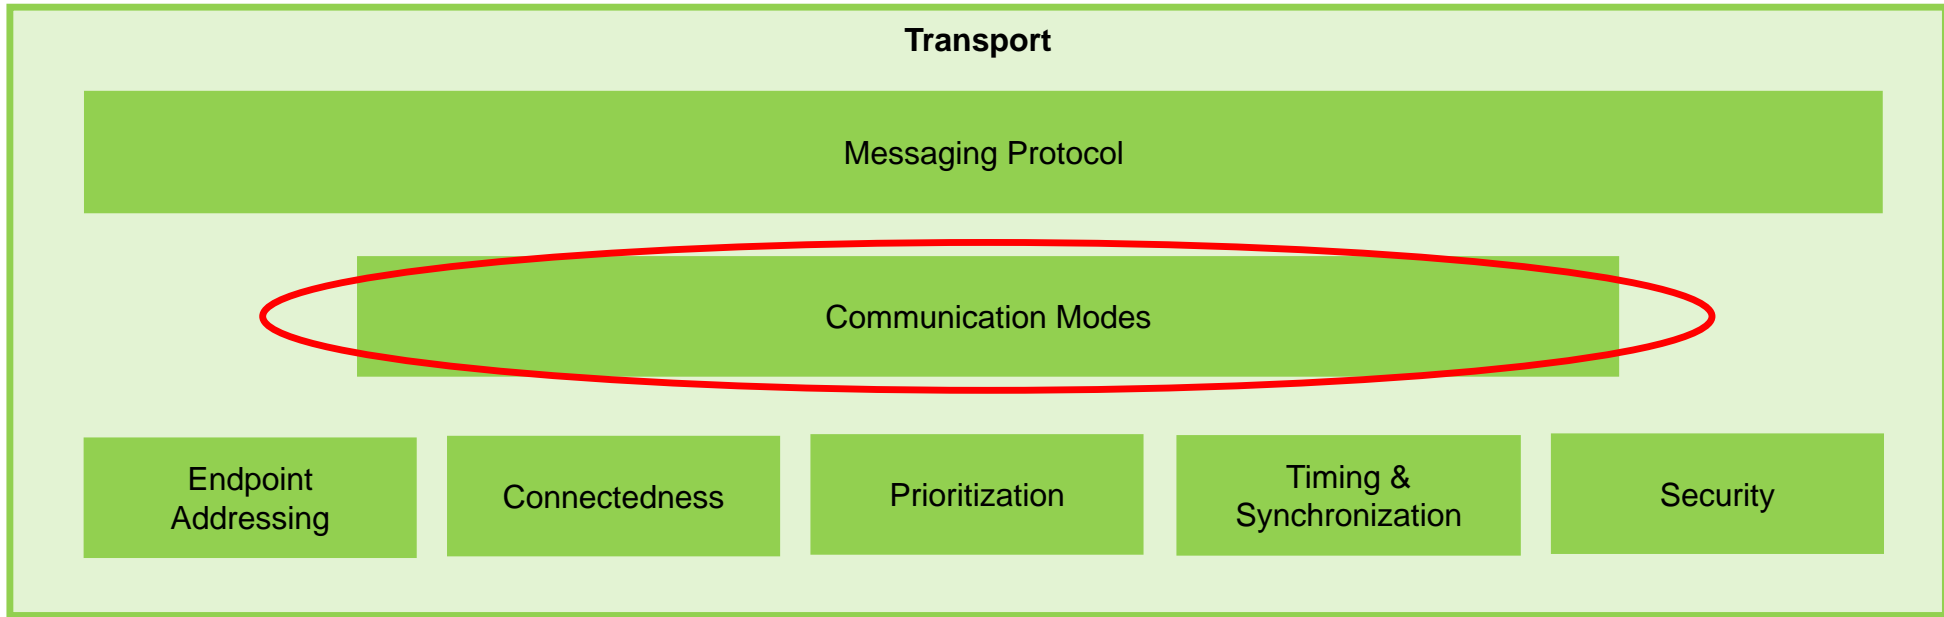 Transport
Messaging Protocol
Communication Modes
Endpoint
Addressing
Connectedness
Prioritization
Timing &
Synchronization
Security